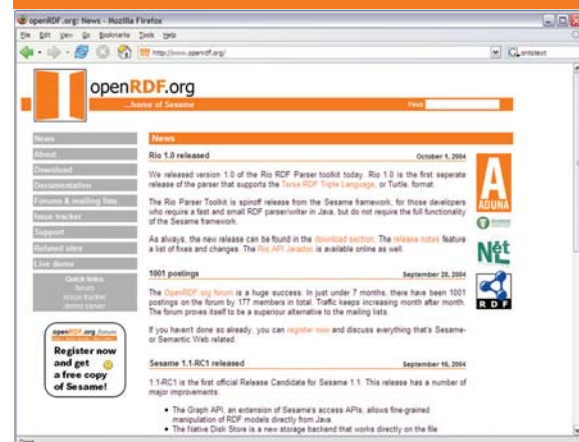 openRDF.org: News - Mozilla Firefox
File Edit View Go Bookmarks Tools Help
http://www.openrdf.org/
ontotext
openRDF.org
...home of Sesame
Find:
News
About
Download
Documentation
Forums & mailing lists
Issue tracker
Support
Related sites
Live demo
Quick links:
forum
issue tracker
demo server
openRDF.org forum
Register now
and get
a free copy
of Sesame!
News
Rio 1.0 released October 1, 2004
We released version 1.0 of the Rio RDF Parser toolkit today. Rio 1.0 is the first seperate
release of the parser that supports the Terse RDF Triple Language, or Turtle, format.
The Rio Parser Toolkit is spinoff release from the Sesame framework, for those developers
who require a fast and small RDF parser/writer in Java, but do not require the full functionality
of the Sesame framework.
As always, the new release can be found in the download section. The release notes feature
a list of fixes and changes. The Rio API Javadoc is available online as well.
1001 postings September 28, 2004
The OpenRDF.org forum is a huge success. In just under 7 months, there have been 1001
postings on the forum by 177 members in total. Traffic keeps increasing month after month.
The forum proves itself to be a superious alternative to the mailing lists.
If you haven't done so already, you can register now and discuss everything that's Sesame-
or Semantic Web related.
Sesame 1.1-RC1 released September 16, 2004
1.1-RC1 is the first official Release Candidate for Sesame 1.1. This release has a number of
major improvements:
• The Graph API, an extension of Sesame's access APIs, allows fine-grained
manipulation of RDF models directly from Java.
• The Native Disk Store is a new storage backend that works directly on the file
A
ADUNA
Nét
RDF